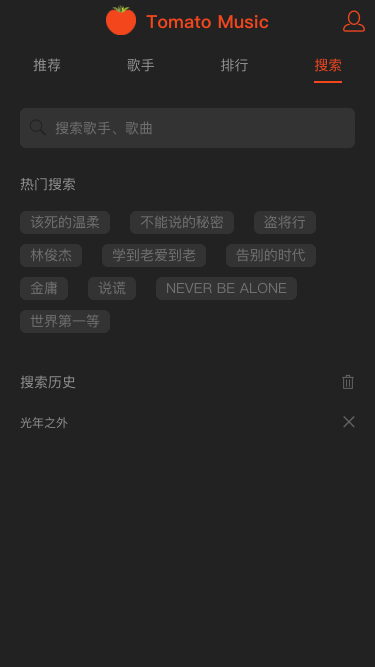 Tomato Music
推荐 歌手 排行 搜索
搜索歌手、歌曲
热门搜索
该死的温柔 不能说的秘密 盗将行
林俊杰 学到老爱到老 告别的时代
金庸 说谎 NEVER BE ALONE
世界第一等
搜索历史
光年之外